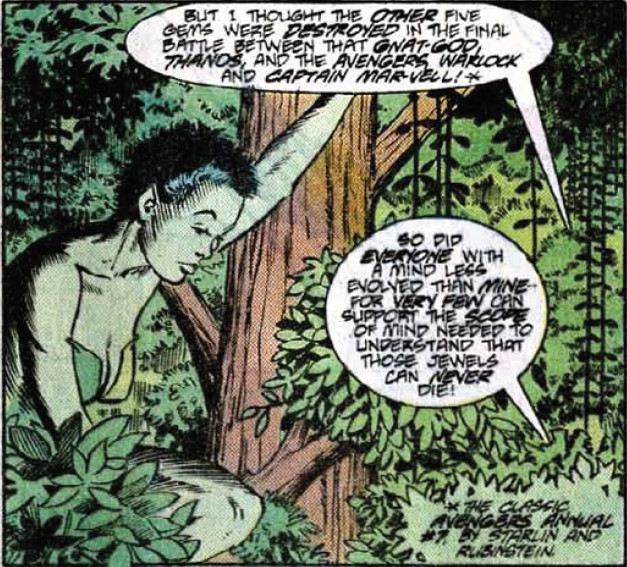 BUT I THOUGHT THE OTHER FIVE
GEMS WERE DESTROYED IN THE FINAL
BATTLE BETWEEN THAT GNAT-GOD,
THANOS, AND THE AVENGERS, WARLOCK
AND CAPTAIN MAR-VELL! *
SO DID
EVERYONE WITH
A MIND LESS
EVOLVED THAN MINE--
FOR VERY FEW CAN
SUPPORT THE SCOPE
OF MIND NEEDED TO
UNDERSTAND THAT
THOSE JEWELS
CAN NEVER
DIE!
* THE CLASSIC
AVENGERS ANNUAL
#7 BY STARLIN AND
RUBINSTEIN.